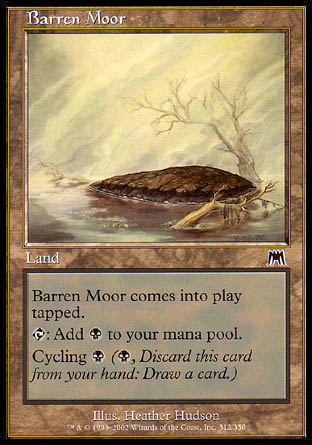 Barren Moor
Land
Barren Moor comes into play
tapped.
: Add to your mana pool.
Cycling (, Discard this card
from your hand: Draw a card.)
Illus. Heather Hudson
™ & © 1993-2002 Wizards of the Coast, Inc. 312/350